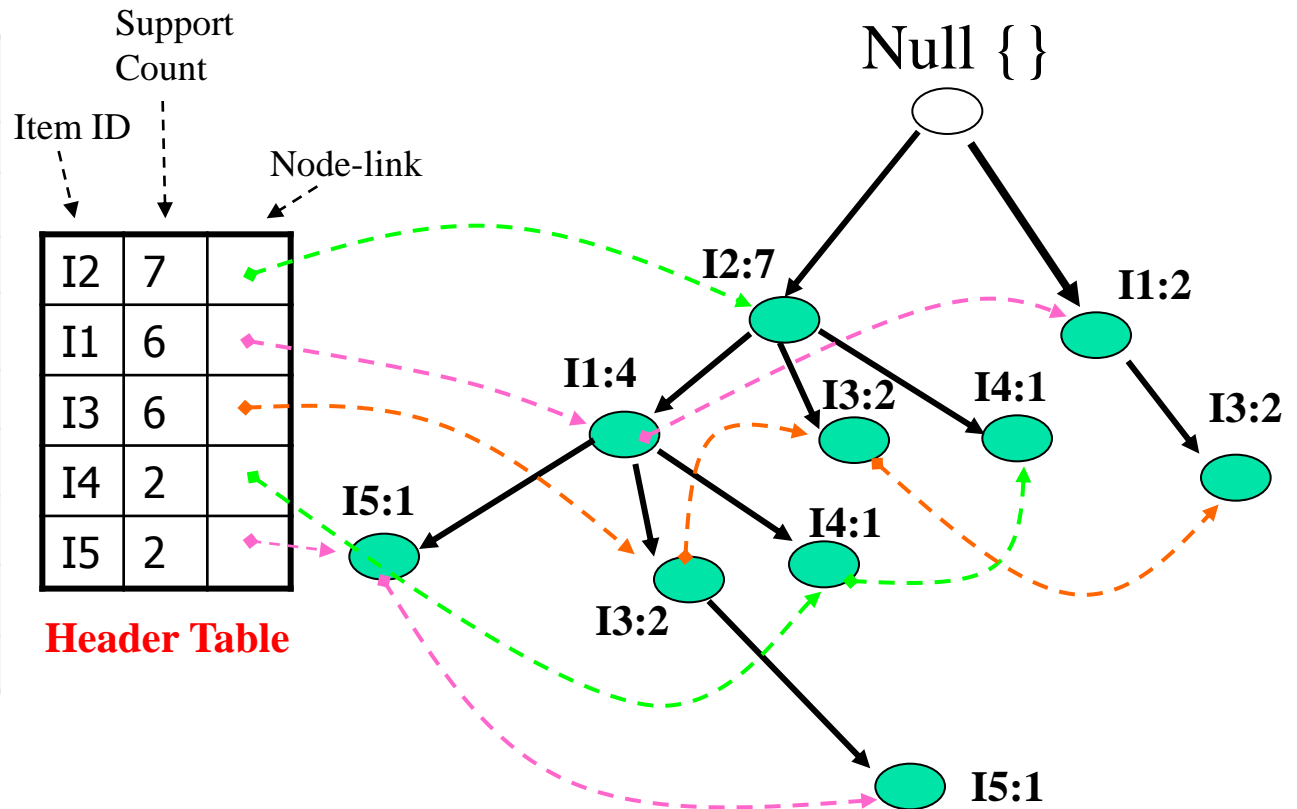 Support
Count
Item ID
Node-link
Null {}
I2 7
I1 6
I3 6
I4 2
I5 2
Header Table
I2:7
I1:2
I1:4
I3:2
I4:1
I3:2
I5:1
I4:1
I3:2
I5:1